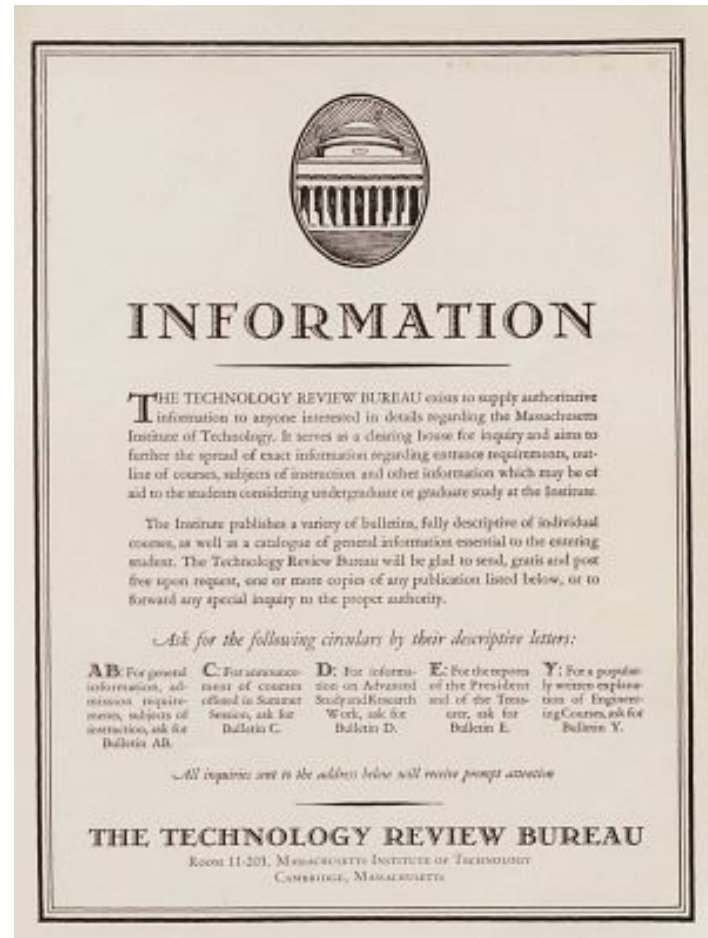 INFORMATION
THE TECHNOLOGY REVIEW BUREAU exists to supply authoritative
information to anyone interested in details regarding the Massachusetts
Institute of Technology. It serves as a clearing house for inquiry and aims to
further the spread of exact information regarding entrance requirements, out-
line of courses, subjects of instruction and other information which may be of
aid to the students considering undergraduate or graduate study at the Institute.
The Institute publishes a variety of bulletins, fully descriptive of individual
courses, as well as a catalogue of general information essential to the entering
student. The Technology Review Bureau will be glad to send, gratis and post
free upon request, one or more copies of any publication listed below, or to
forward any special inquiry to the proper authority.
Ask for the following circulars by their descriptive letters:
AB: For general
information, ad-
mission require-
ments, subjects of
instruction, ask for
Bulletin AB.
C: For announce-
ment of courses
offered in Summer
Session, ask for
Bulletin C.
D: For informa-
tion on Advanced
Study and Research
Work, ask for
Bulletin D.
E: For the reports
of the President
and of the Treas-
urer, ask for
Bulletin E.
Y: For a popular-
ly written explana-
tion of Engineer-
ing Courses, ask for
Bulletin Y.
All inquiries sent to the address below will receive prompt attention
THE TECHNOLOGY REVIEW BUREAU
Room 11-203, Massachusetts Institute of Technology
Cambridge, Massachusetts